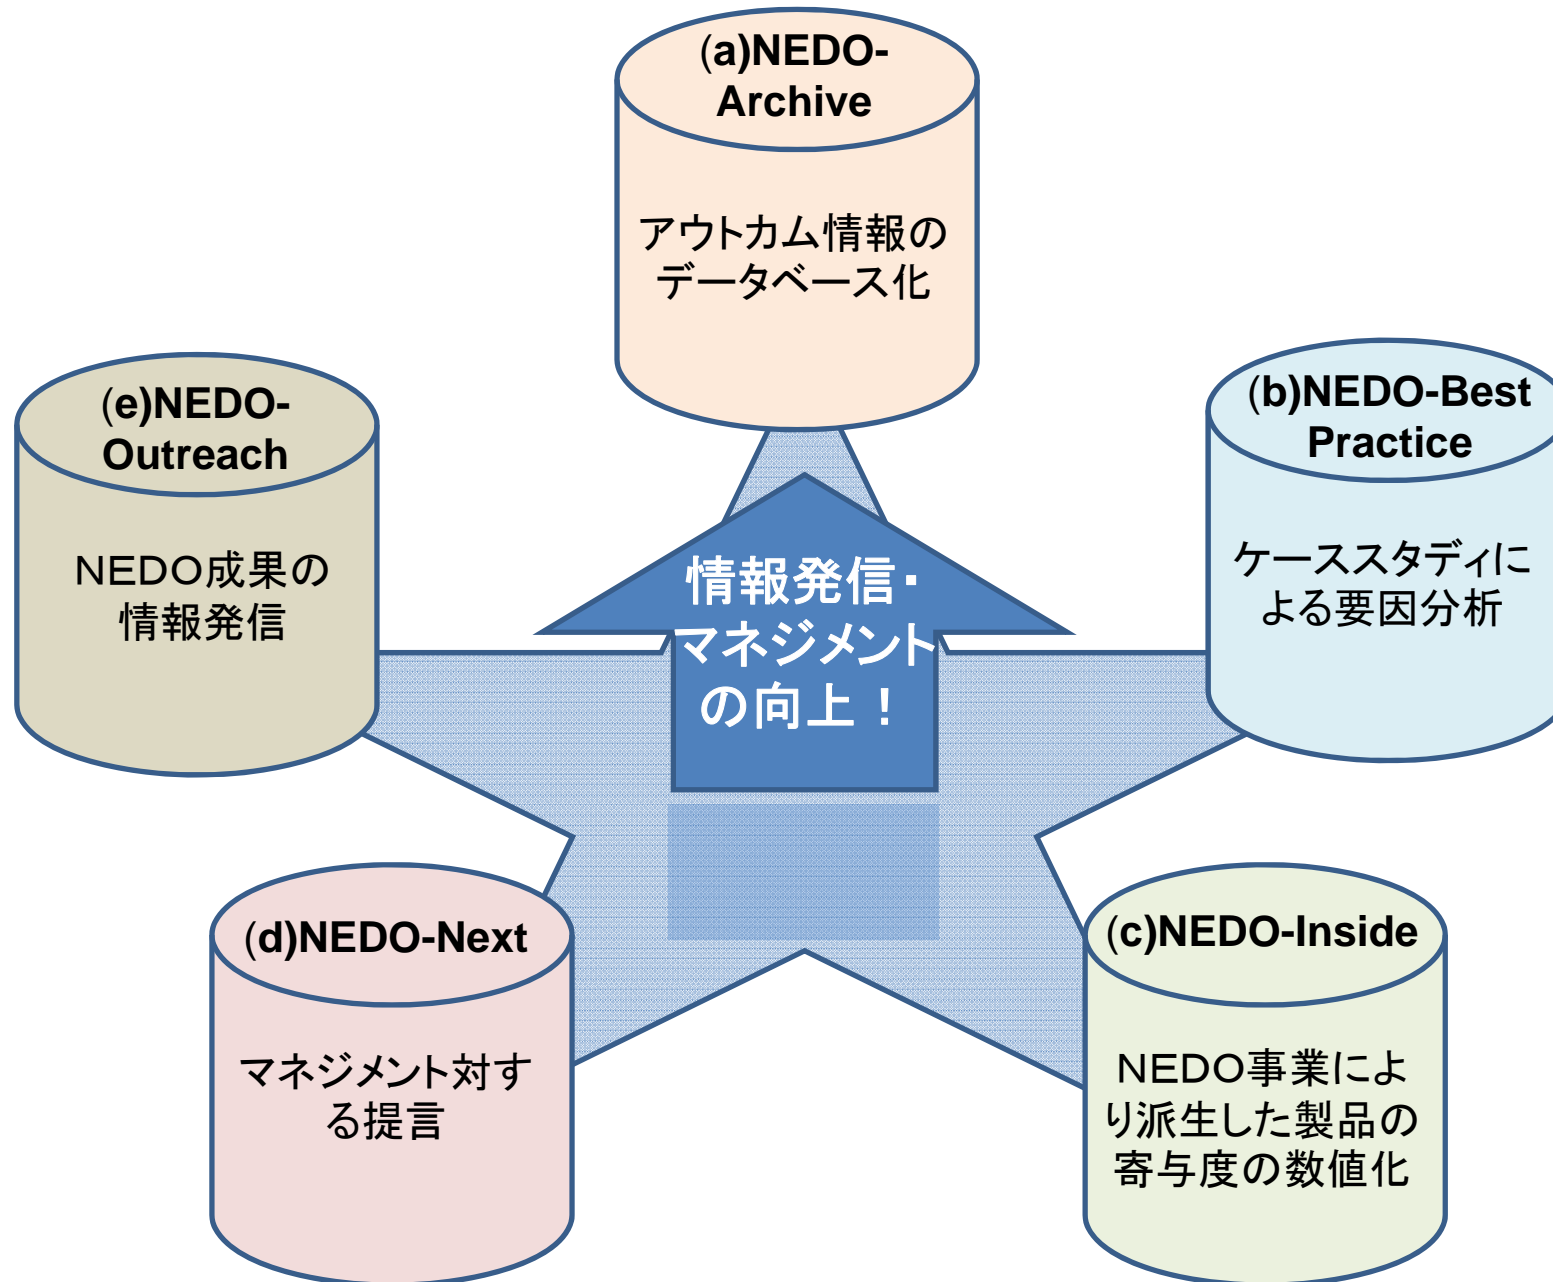 (a)NEDO-
Archive
アウトカム情報の
データベース化
(b)NEDO-Best
Practice
ケーススタディに
よる要因分析
(c)NEDO-Inside
NEDO事業によ
り派生した製品の
寄与度の数値化
(d)NEDO-Next
マネジメント対す
る提言
(e)NEDO-
Outreach
NEDO成果の
情報発信
情報発信・
マネジメント
の向上！